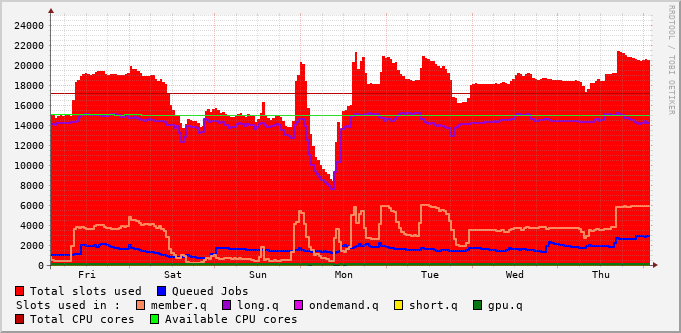 24000
22000
20000
18000
16000
14000
12000
10000
8000
6000
4000
2000
0
Fri Sat Sun Mon Tue Wed Thu
RRDTOOL / TOBI OETIKER
Total slots used Queued Jobs
Slots used in : member.q long.q ondemand.q short.q gpu.q
Total CPU cores Available CPU cores